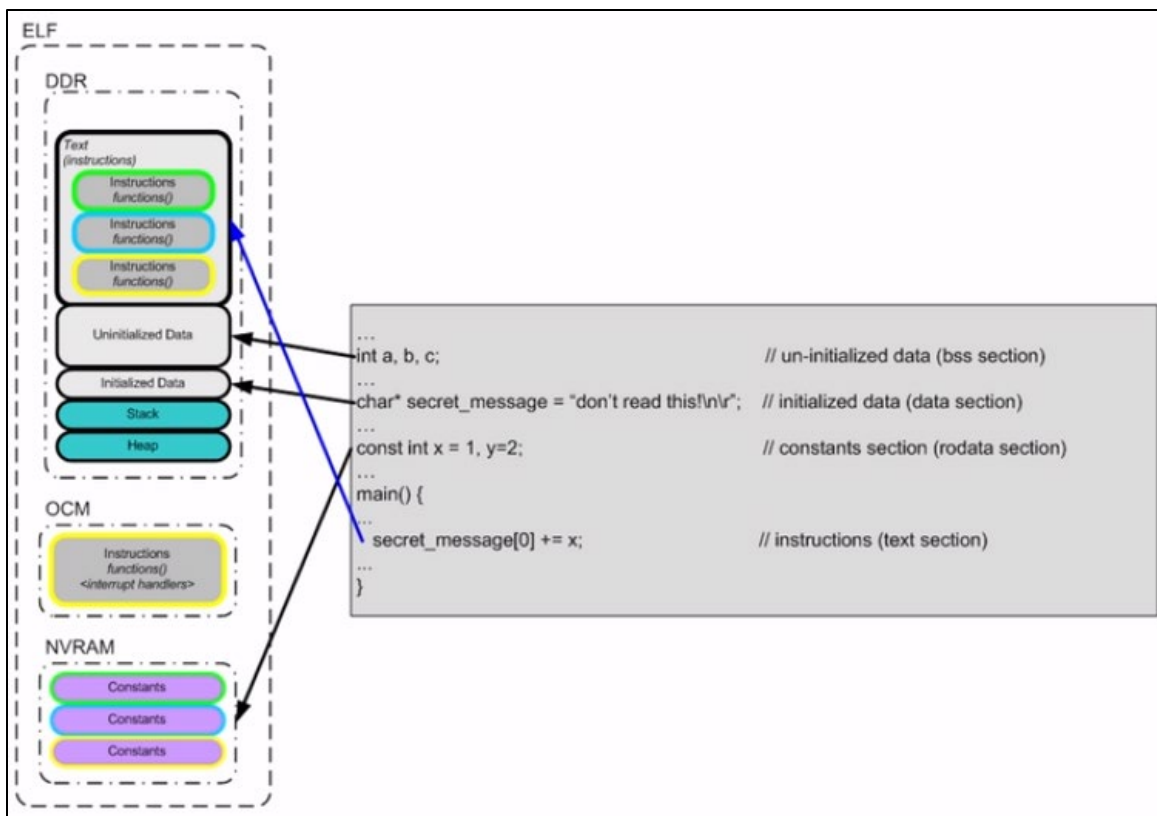 ELF
DDR
Text
(instructions)
Instructions
functions()
Instructions
functions()
Instructions
functions()
Uninitialized Data
Initialized Data
Stack
Heap
OCM
Instructions
functions()
<interrupt handlers>
NVRAM
Constants
Constants
Constants
...
int a, b, c; // un-initialized data (bss section)
...
char* secret_message = “don’t read this!\n\r”; // initialized data (data section)
...
const int x = 1, y=2; // constants section (rodata section)
...
main() {
...
secret_message[0] += x; // instructions (text section)
...
}